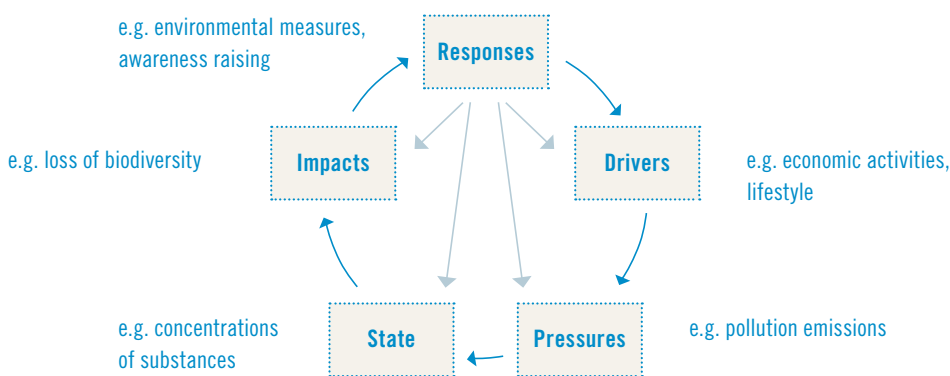 e.g. environmental measures,
awareness raising
Responses
e.g. loss of biodiversity
Impacts
Drivers
e.g. economic activities,
lifestyle
e.g. concentrations
of substances
State
Pressures
e.g. pollution emissions